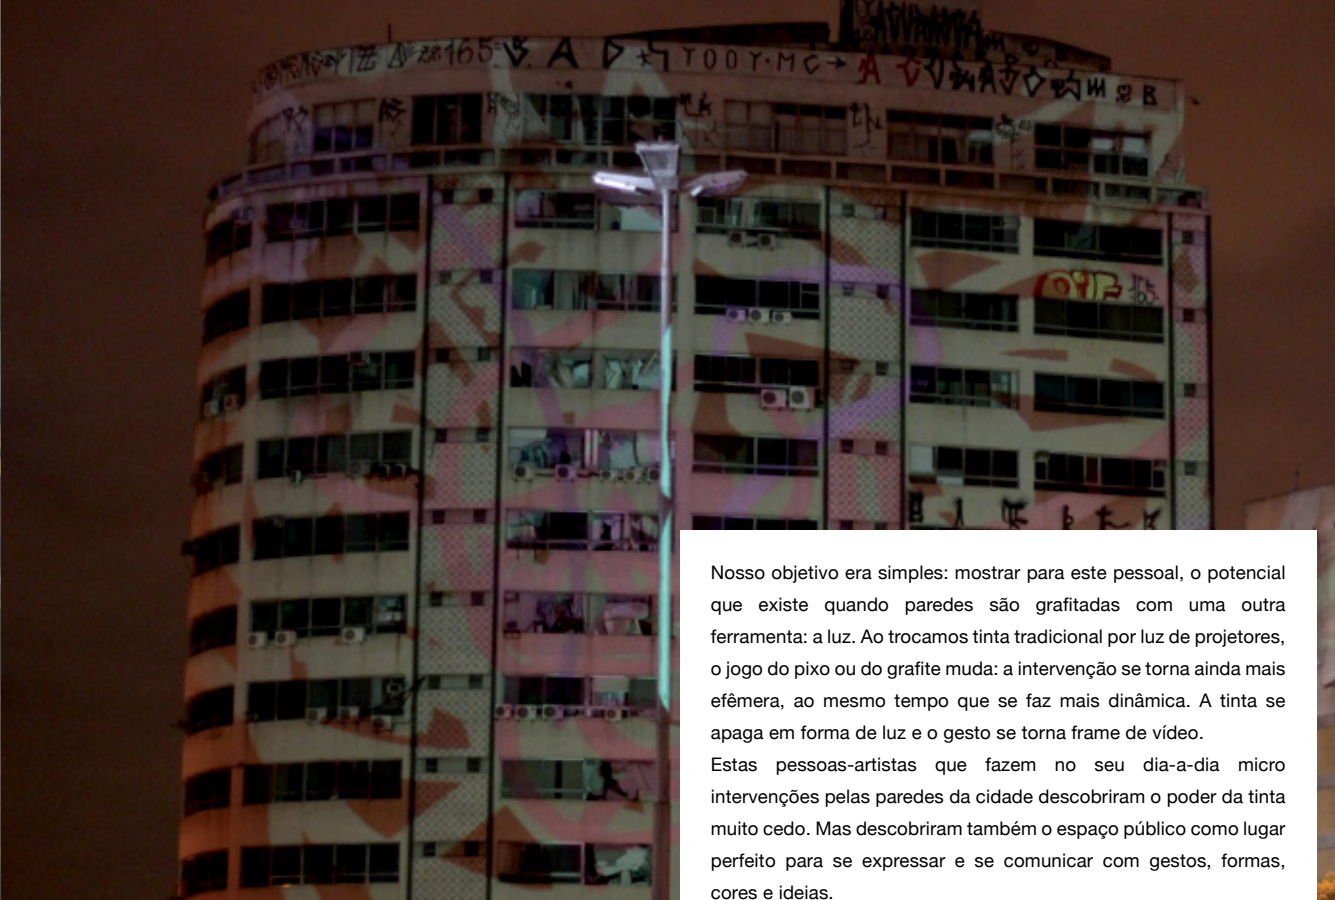 165
TODY·MC→
Nosso objetivo era simples: mostrar para este pessoal, o potencial
que existe quando paredes são grafitadas com uma outra
ferramenta: a luz. Ao trocamos tinta tradicional por luz de projetores,
o jogo do pixo ou do grafite muda: a intervenção se torna ainda mais
efêmera, ao mesmo tempo que se faz mais dinâmica. A tinta se
apaga em forma de luz e o gesto se torna frame de vídeo.
Estas pessoas-artistas que fazem no seu dia-a-dia micro
intervenções pelas paredes da cidade descobriram o poder da tinta
muito cedo. Mas descobriram também o espaço público como lugar
perfeito para se expressar e se comunicar com gestos, formas,
cores e ideias.